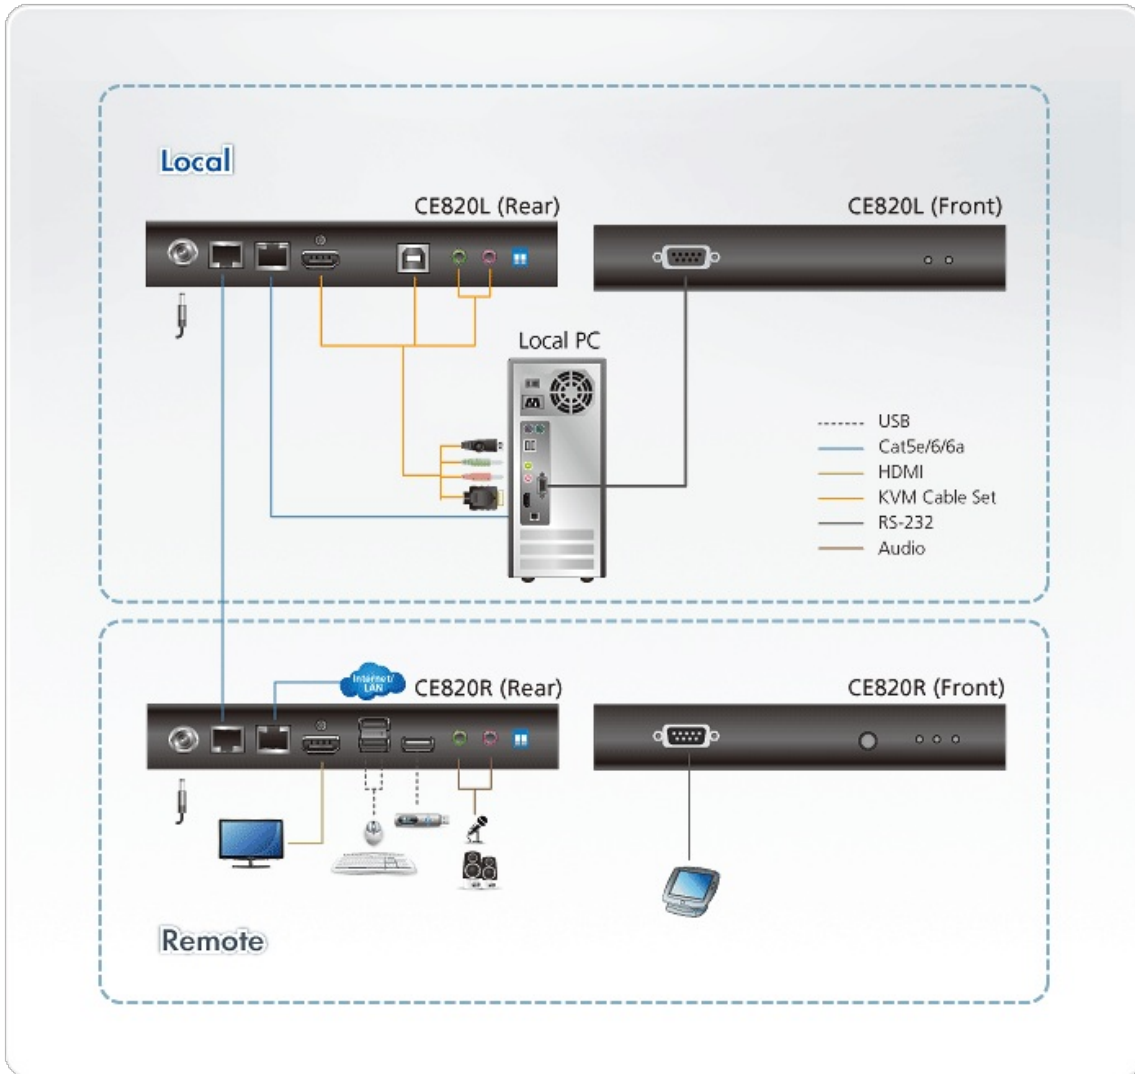 Local
CE820L (Rear)
CE820L (Front)
Local PC
USB
Cat5e/6/6a
HDMI
KVM Cable Set
RS-232
Audio
Internet/
LAN
CE820R (Rear)
CE820R (Front)
Remote